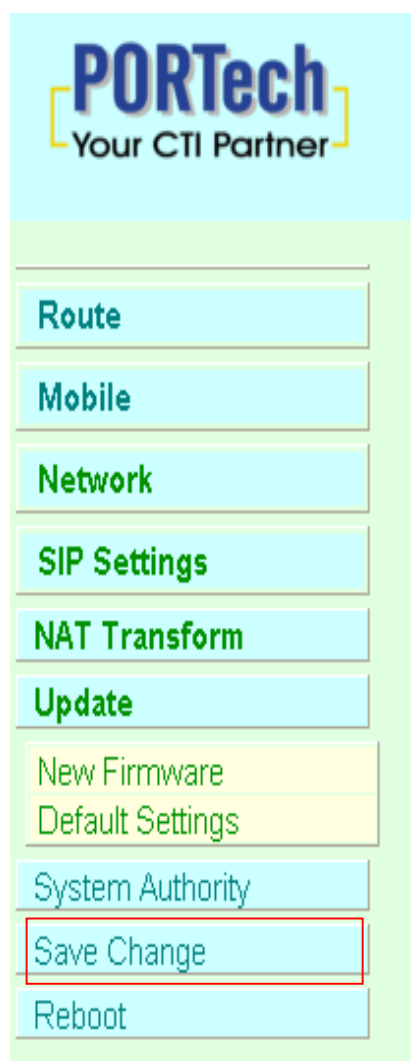 PORTech
Your CTI Partner
Route
Mobile
Network
SIP Settings
NAT Transform
Update
New Firmware
Default Settings
System Authority
Save Change
Reboot